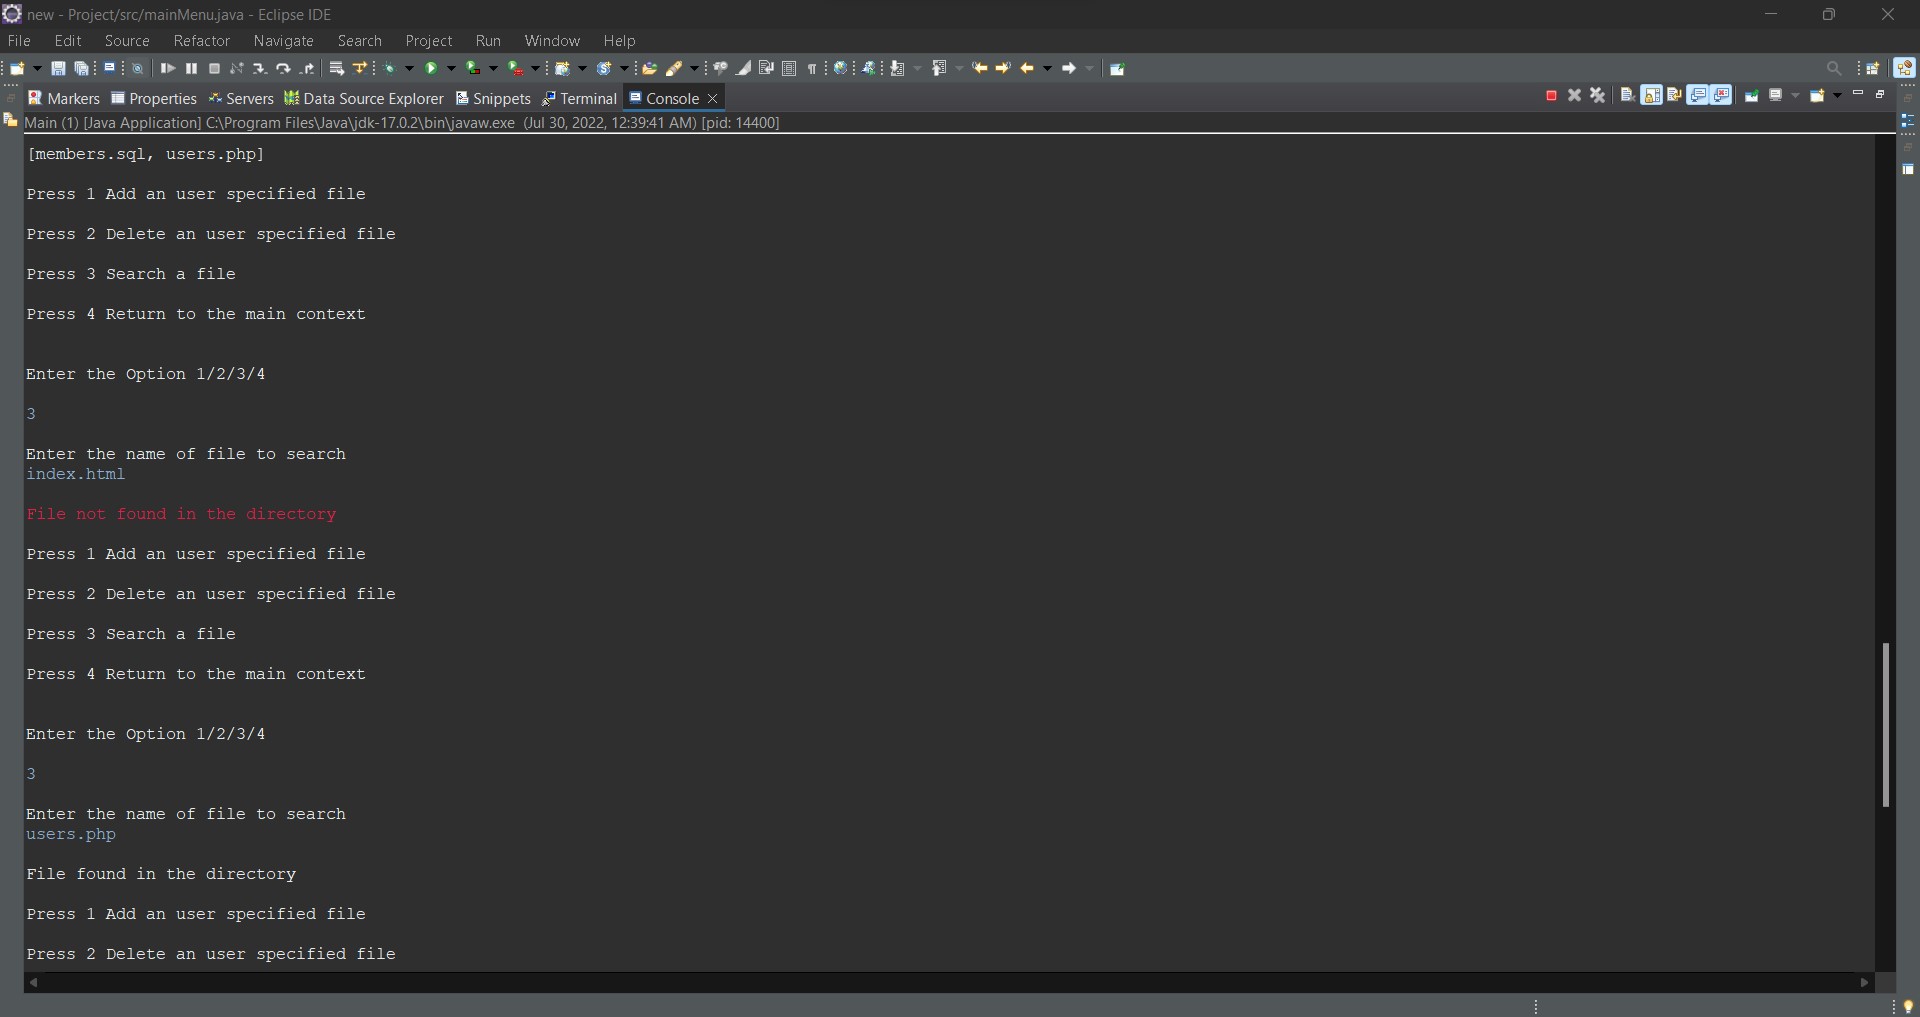 new - Project/src/mainMenu.java - Eclipse IDE
File Edit Source Refactor Navigate Search Project Run Window Help
Markers Properties Servers Data Source Explorer Snippets Terminal Console
Main (1) [Java Application] C:\Program Files\Java\jdk-17.0.2\bin\javaw.exe (Jul 30, 2022, 12:39:41 AM) [pid: 14400]
[members.sql, users.php]
Press 1 Add an user specified file
Press 2 Delete an user specified file
Press 3 Search a file
Press 4 Return to the main context
Enter the Option 1/2/3/4
3
Enter the name of file to search
index.html
File not found in the directory
Press 1 Add an user specified file
Press 2 Delete an user specified file
Press 3 Search a file
Press 4 Return to the main context
Enter the Option 1/2/3/4
3
Enter the name of file to search
users.php
File found in the directory
Press 1 Add an user specified file
Press 2 Delete an user specified file